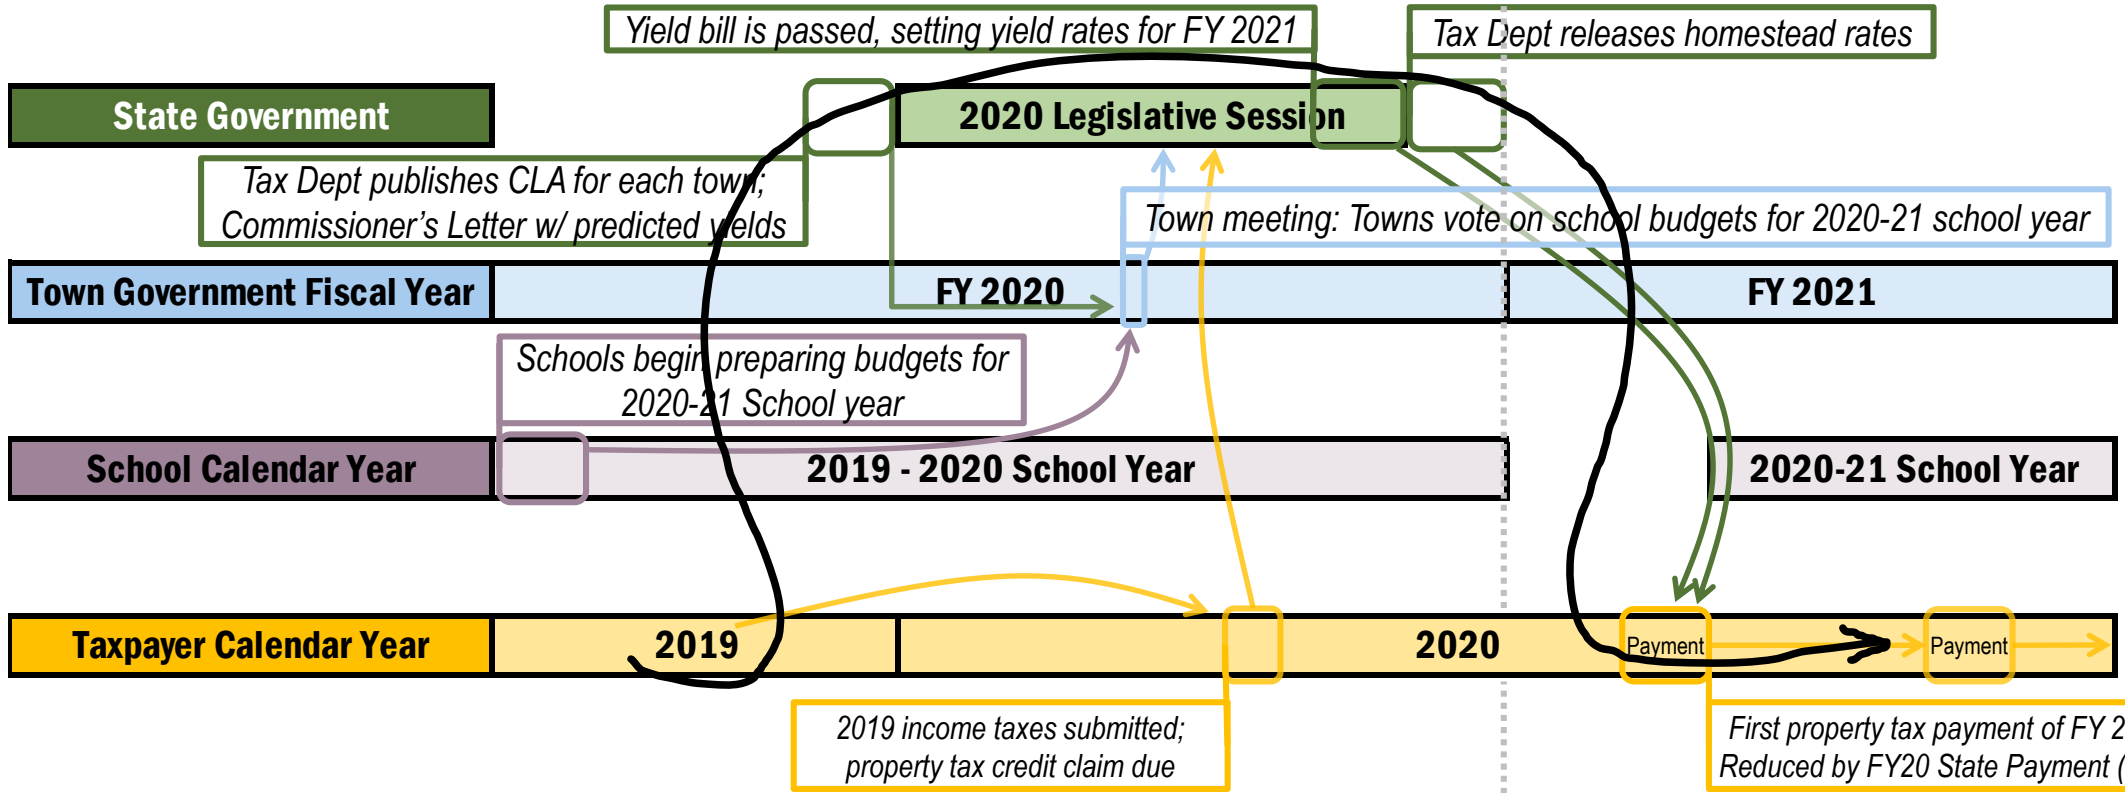 Yield bill is passed, setting yield rates for FY 2021
Tax Dept releases homestead rates
State Government
2020 Legislative Session
Tax Dept publishes CLA for each town;
Commissioner's Letter w/ predicted yields
Town meeting: Towns vote on school budgets for 2020-21 school year
Town Government Fiscal Year
FY 2020
FY 2021
Schools begin preparing budgets for
2020-21 School year
School Calendar Year
2019 - 2020 School Year
2020-21 School Year
Taxpayer Calendar Year
2019
2020
Payment
Payment
2019 income taxes submitted;
property tax credit claim due
First property tax payment of FY 2
Reduced by FY20 State Payment (